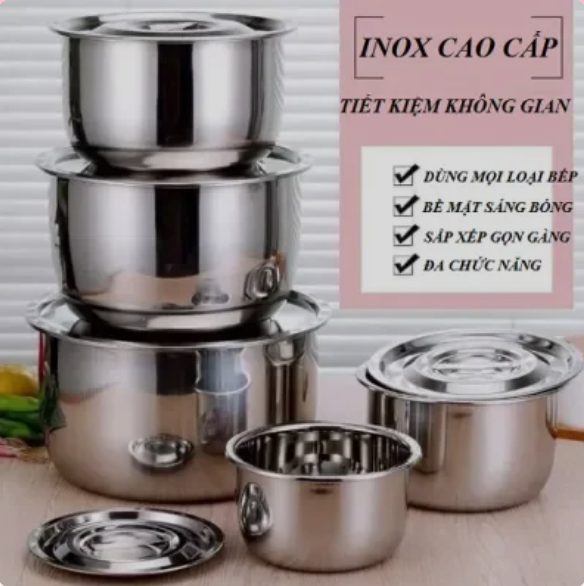 INOX CAO CẤP
TIẾT KIỆM KHÔNG GIAN
DÙNG MỌI LOẠI BẾP
BỀ MẶT SÁNG BÓNG
SẮP XẾP GỌN GÀNG
ĐA CHỨC NĂNG